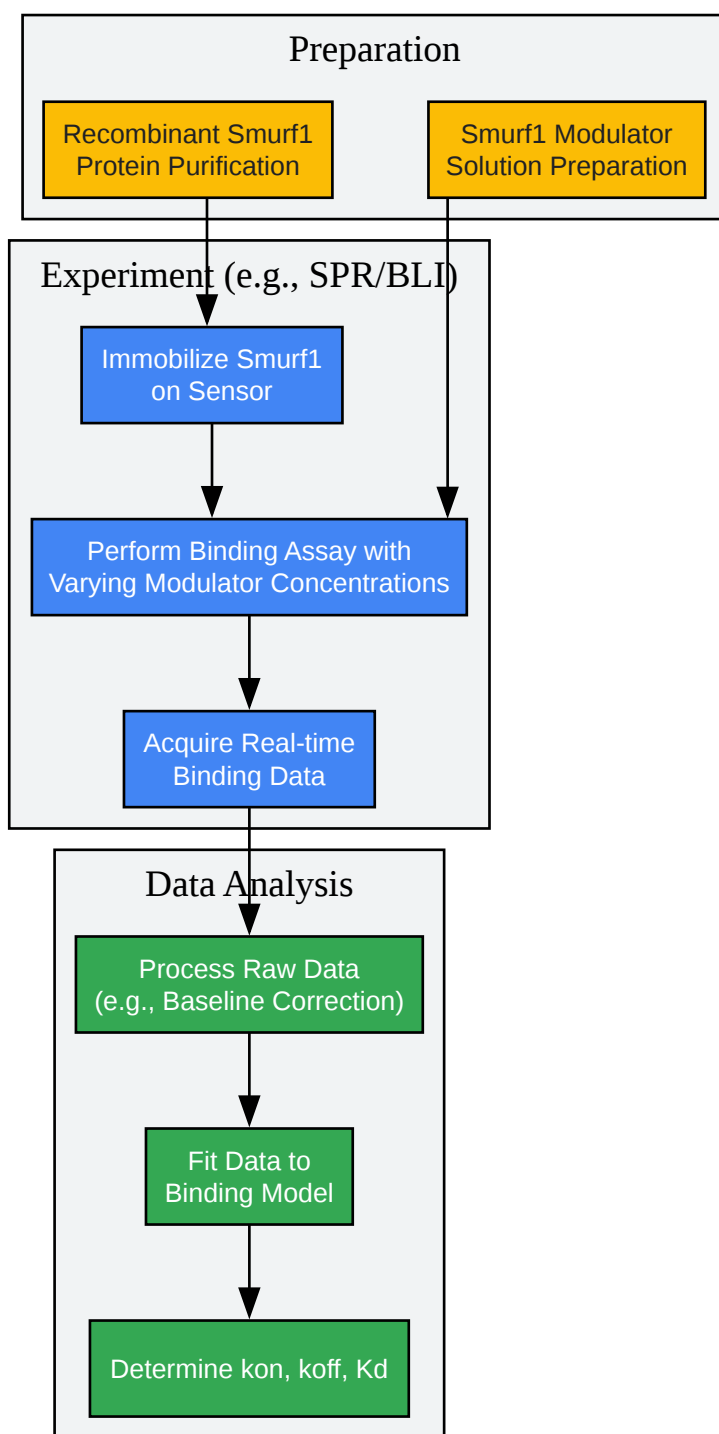 Preparation
Recombinant Smurf1
Protein Purification
Smurf1 Modulator
Solution Preparation
Experiment (e.g., SPR/BLI)
Immobilize Smurf1
on Sensor
Perform Binding Assay with
Varying Modulator Concentrations
Acquire Real-time
Binding Data
Data Analysis
Process Raw Data
(e.g., Baseline Correction)
Fit Data to
Binding Model
Determine kon, koff, Kd